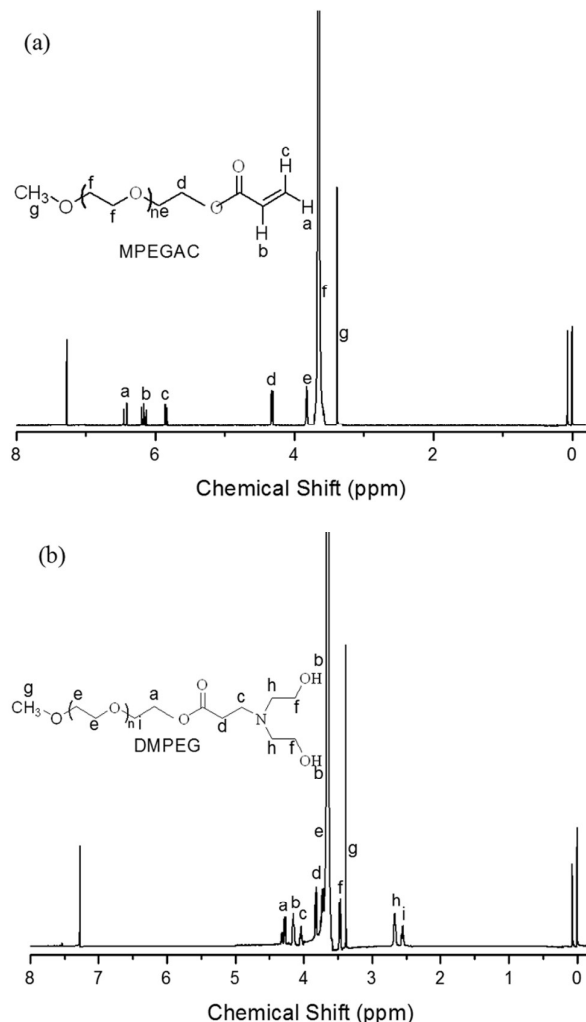 (a)
c
H
O
f
O
d
CH₃
g
O
f
n
e
O
H
a
H
b
MPEGAC
f
g
a
b
c
d
e
8
6
4
2
0
Chemical Shift (ppm)
(b)
b
OH
h
g
e
a
O
c
f
CH₃
O
O
n
i
O
d
N
e
h
f
OH
b
DMPEG
e
g
d
a
b
c
f
h
i
8
7
6
5
4
3
2
1
0
Chemical Shift (ppm)